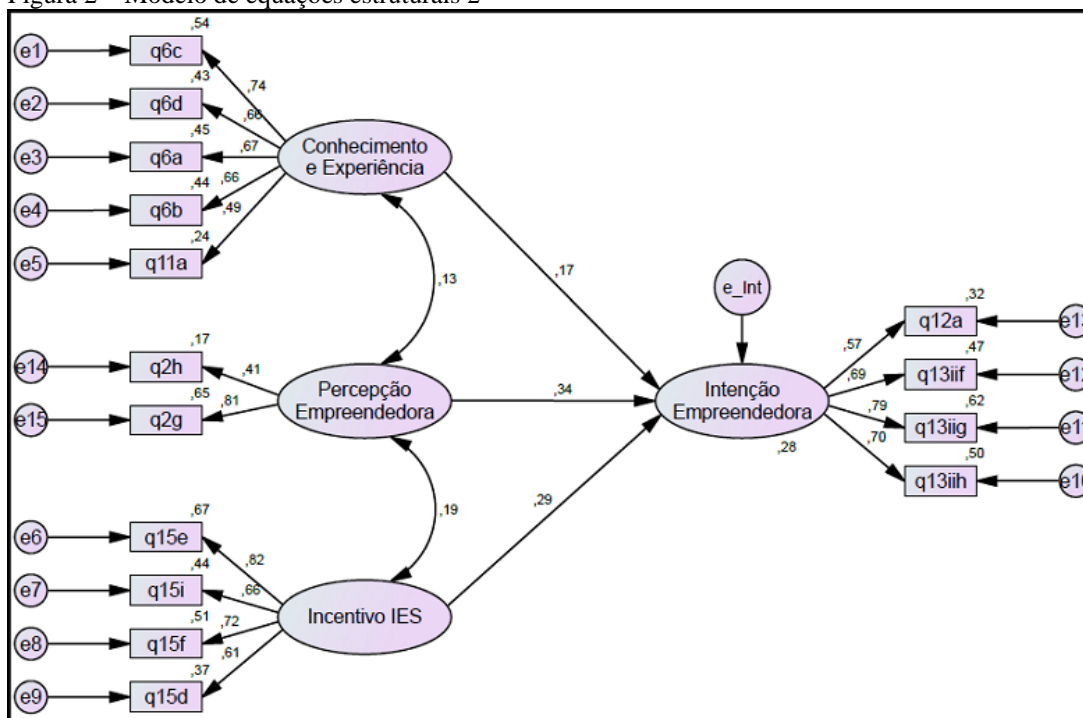 Figura 2 – Modelo de equações estruturais 2
,54
e1
q6c
,74
,43
e2
q6d
,66
,45
e3
q6a
,67
,44
e4
q6b
,66
,24
e5
q11a
,49
Conhecimento
e Experiência
,13
,17
,17
e14
q2h
,41
,65
e15
q2g
,81
Percepção
Empreendedora
,34
,19
,67
e6
q15e
,82
,44
e7
q15i
,66
,51
e8
q15f
,72
,37
e9
q15d
,61
Incentivo IES
,29
e_Int
Intenção
Empreendedora
,28
,32
,57
q12a
,47
,69
q13iif
,62
,79
q13iig
,50
,70
q13iih